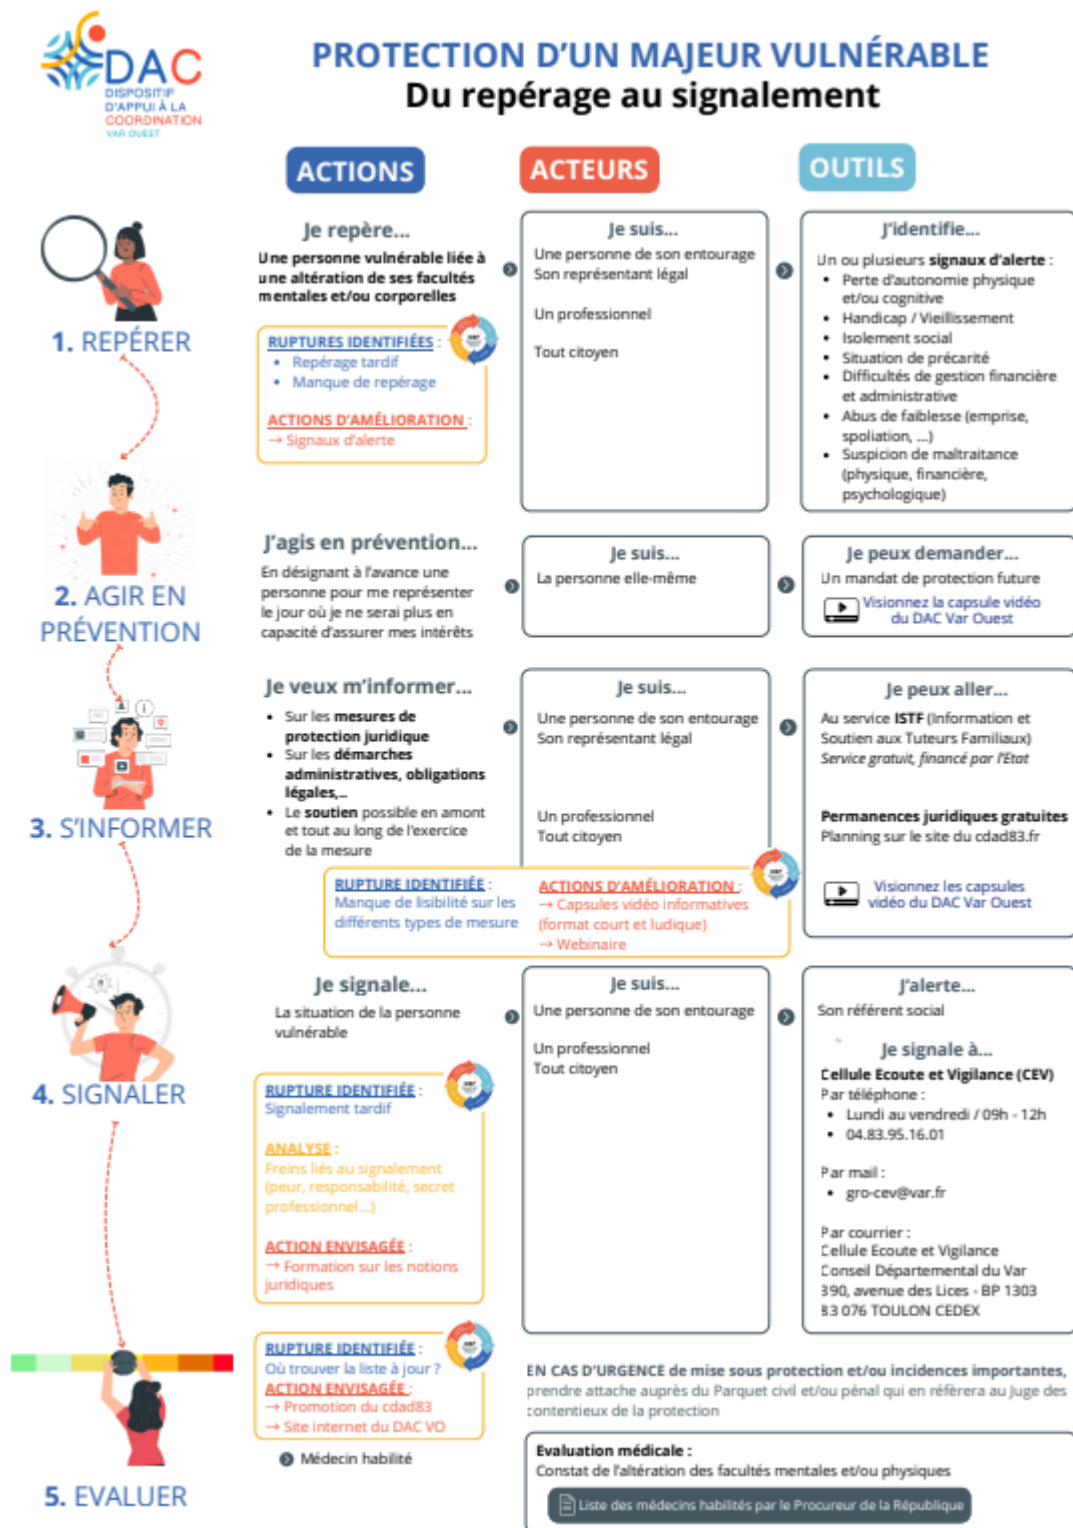 DAC
DISPOSITIF
D'APPUI À LA
COORDINATION
VAR OUEST
PROTECTION D'UN MAJEUR VULNÉRABLE
Du repérage au signalement
ACTIONS
ACTEURS
OUTILS
1. REPÉRER
Je repère...
Une personne vulnérable liée à
une altération de ses facultés
mentales et/ou corporelles
RUPTURES IDENTIFIÉES :
• Repérage tardif
• Manque de repérage
ACTIONS D'AMÉLIORATION :
→ Signaux d'alerte
Je suis...
Une personne de son entourage
Son représentant légal
Un professionnel
Tout citoyen
J'identifie...
Un ou plusieurs signaux d'alerte :
• Perte d'autonomie physique
et/ou cognitive
• Handicap / Vieillissement
• Isolement social
• Situation de précarité
• Difficultés de gestion financière
et administrative
• Abus de faiblesse (emprise,
spoliation, ...)
• Suspicion de maltraitance
(physique, financière,
psychologique)
2. AGIR EN
PRÉVENTION
J'agis en prévention...
En désignant à l'avance une
personne pour me représenter
le jour où je ne serai plus en
capacité d'assurer mes intérêts
Je suis...
La personne elle-même
Je peux demander...
Un mandat de protection future
Visionnez la capsule vidéo
du DAC Var Ouest
3. S'INFORMER
Je veux m'informer...
• Sur les mesures de
protection juridique
• Sur les démarches
administratives, obligations
légales,..
• Le soutien possible en amont
et tout au long de l'exercice
de la mesure
Je suis...
Une personne de son entourage
Son représentant légal
Un professionnel
Tout citoyen
Je peux aller...
Au service ISTF (Information et
Soutien aux Tuteurs Familiaux)
Service gratuit, financé par l'Etat
Permanences juridiques gratuites
Planning sur le site du cdad83.fr
Visionnez les capsules
vidéo du DAC Var Ouest
RUPTURE IDENTIFIÉE :
Manque de lisibilité sur les
différents types de mesure
ACTIONS D'AMÉLIORATION :
→ Capsules vidéo informatives
(format court et ludique)
→ Webinaire
4. SIGNALER
Je signale...
La situation de la personne
vulnérable
RUPTURE IDENTIFIÉE :
Signalement tardif
ANALYSE :
Freins liés au signalement
(peur, responsabilité, secret
professionnel...)
ACTION ENVISAGÉE :
→ Formation sur les notions
juridiques
Je suis...
Une personne de son entourage
Un professionnel
Tout citoyen
J'alerte...
Son référent social
Je signale à...
Cellule Ecoute et Vigilance (CEV)
Par téléphone :
• Lundi au vendredi / 09h - 12h
• 04.83.95.16.01
Par mail :
• gro-cev@var.fr
Par courrier :
Cellule Ecoute et Vigilance
Conseil Départemental du Var
390, avenue des Lices - BP 1303
83 076 TOULON CEDEX
5. EVALUER
RUPTURE IDENTIFIÉE :
Où trouver la liste à jour ?
ACTION ENVISAGÉE :
→ Promotion du cdad83
→ Site internet du DAC VO
Médecin habilité
EN CAS D'URGENCE de mise sous protection et/ou incidences importantes,
prendre attache auprès du Parquet civil et/ou pénal qui en réfèrera au Juge des
contentieux de la protection
Evaluation médicale :
Constat de l'altération des facultés mentales et/ou physiques
Liste des médecins habilités par le Procureur de la République